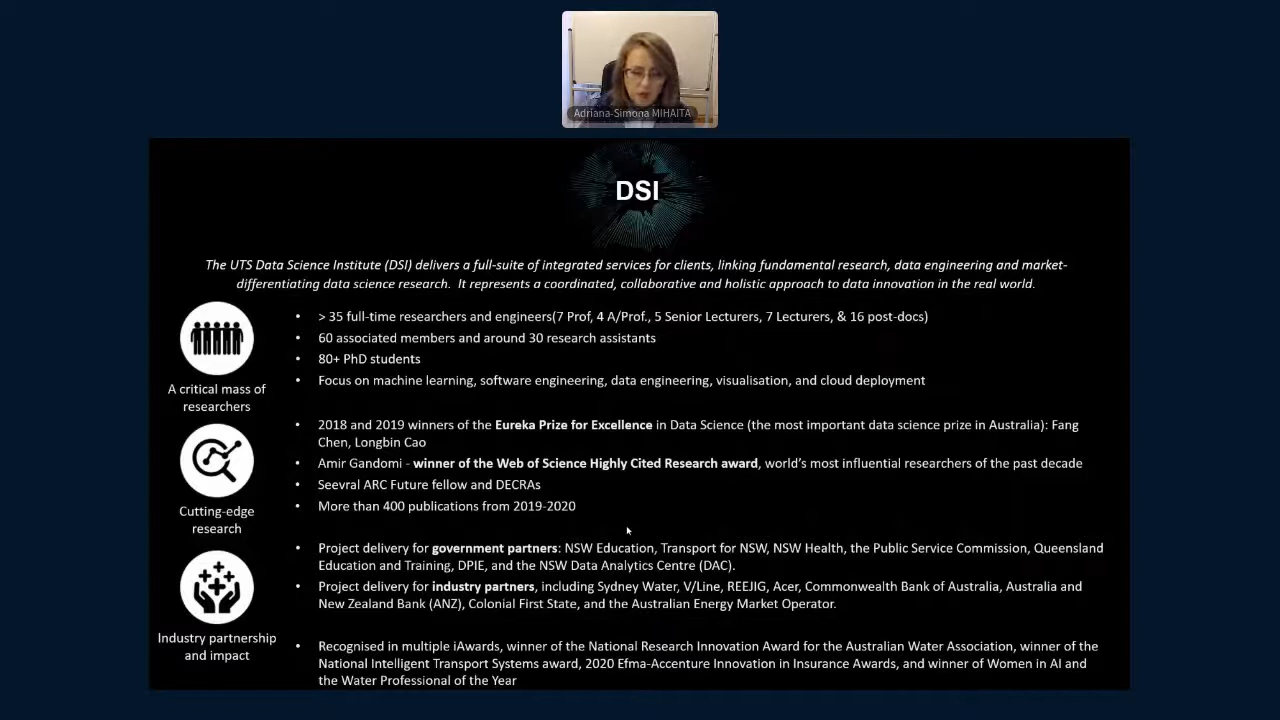 Adriana-Simona MIHAITA
DSI
The UTS Data Science Institute (DSI) delivers a full-suite of integrated services for clients, linking fundamental research, data engineering and market-
differentiating data science research. It represents a coordinated, collaborative and holistic approach to data innovation in the real world.
• > 35 full-time researchers and engineers(7 Prof, 4 A/Prof., 5 Senior Lecturers, 7 Lecturers, & 16 post-docs)
• 60 associated members and around 30 research assistants
• 80+ PhD students
• Focus on machine learning, software engineering, data engineering, visualisation, and cloud deployment
A critical mass of
researchers
• 2018 and 2019 winners of the Eureka Prize for Excellence in Data Science (the most important data science prize in Australia): Fang
Chen, Longbin Cao
• Amir Gandomi - winner of the Web of Science Highly Cited Research award, world's most influential researchers of the past decade
• Seevral ARC Future fellow and DECRAs
• More than 400 publications from 2019-2020
Cutting-edge
research
• Project delivery for government partners: NSW Education, Transport for NSW, NSW Health, the Public Service Commission, Queensland
Education and Training, DPIE, and the NSW Data Analytics Centre (DAC).
• Project delivery for industry partners, including Sydney Water, V/Line, REEJIG, Acer, Commonwealth Bank of Australia, Australia and
New Zealand Bank (ANZ), Colonial First State, and the Australian Energy Market Operator.
Industry partnership
and impact
• Recognised in multiple iAwards, winner of the National Research Innovation Award for the Australian Water Association, winner of the
National Intelligent Transport Systems award, 2020 Efma-Accenture Innovation in Insurance Awards, and winner of Women in AI and
the Water Professional of the Year